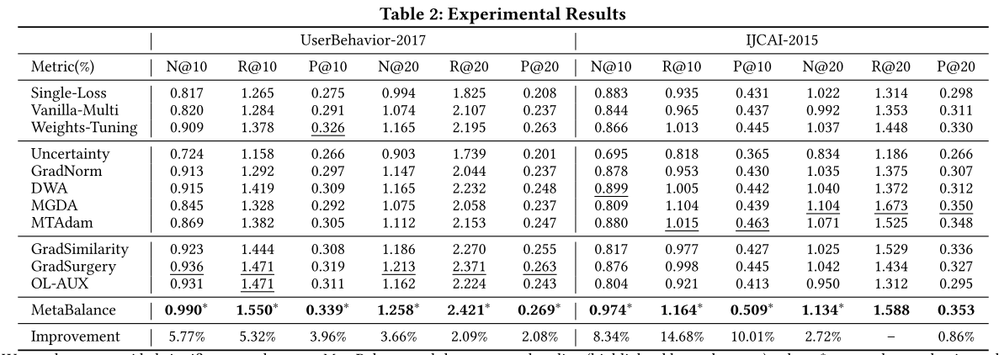 Table 2: Experimental Results
UserBehavior-2017 IJCAI-2015
Metric(%) N@10 R@10 P@10 N@20 R@20 P@20 N@10 R@10 P@10 N@20 R@20 P@20
Single-Loss 0.817 1.265 0.275 0.994 1.825 0.208 0.883 0.935 0.431 1.022 1.314 0.298
Vanilla-Multi 0.820 1.284 0.291 1.074 2.107 0.237 0.844 0.965 0.437 0.992 1.353 0.311
Weights-Tuning 0.909 1.378 0.326 1.165 2.195 0.263 0.866 1.013 0.445 1.037 1.448 0.330
Uncertainty 0.724 1.158 0.266 0.903 1.739 0.201 0.695 0.818 0.365 0.834 1.186 0.266
GradNorm 0.913 1.292 0.297 1.147 2.044 0.237 0.878 0.953 0.430 1.035 1.375 0.307
DWA 0.915 1.419 0.309 1.165 2.232 0.248 0.899 1.005 0.442 1.040 1.372 0.312
MGDA 0.845 1.328 0.292 1.075 2.058 0.237 0.809 1.104 0.439 1.104 1.673 0.350
MTAdam 0.869 1.382 0.305 1.112 2.153 0.247 0.880 1.015 0.463 1.071 1.525 0.348
GradSimilarity 0.923 1.444 0.308 1.186 2.270 0.255 0.817 0.977 0.427 1.025 1.529 0.336
GradSurgery 0.936 1.471 0.319 1.213 2.371 0.263 0.876 0.998 0.445 1.042 1.434 0.327
OL-AUX 0.931 1.471 0.311 1.162 2.224 0.243 0.804 0.921 0.413 0.950 1.312 0.295
MetaBalance 0.990* 1.550* 0.339* 1.258* 2.421* 0.269* 0.974* 1.164* 0.509* 1.134* 1.588 0.353
Improvement 5.77% 5.32% 3.96% 3.66% 2.09% 2.08% 8.34% 14.68% 10.01% 2.72% – 0.86%